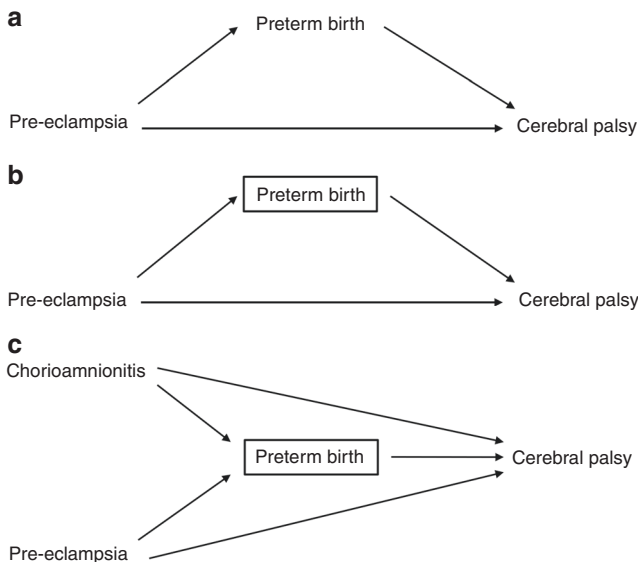 a
Preterm birth
Pre-eclampsia
Cerebral palsy
b
Preterm birth
Pre-eclampsia
Cerebral palsy
c
Chorioamnionitis
Preterm birth
Cerebral palsy
Pre-eclampsia